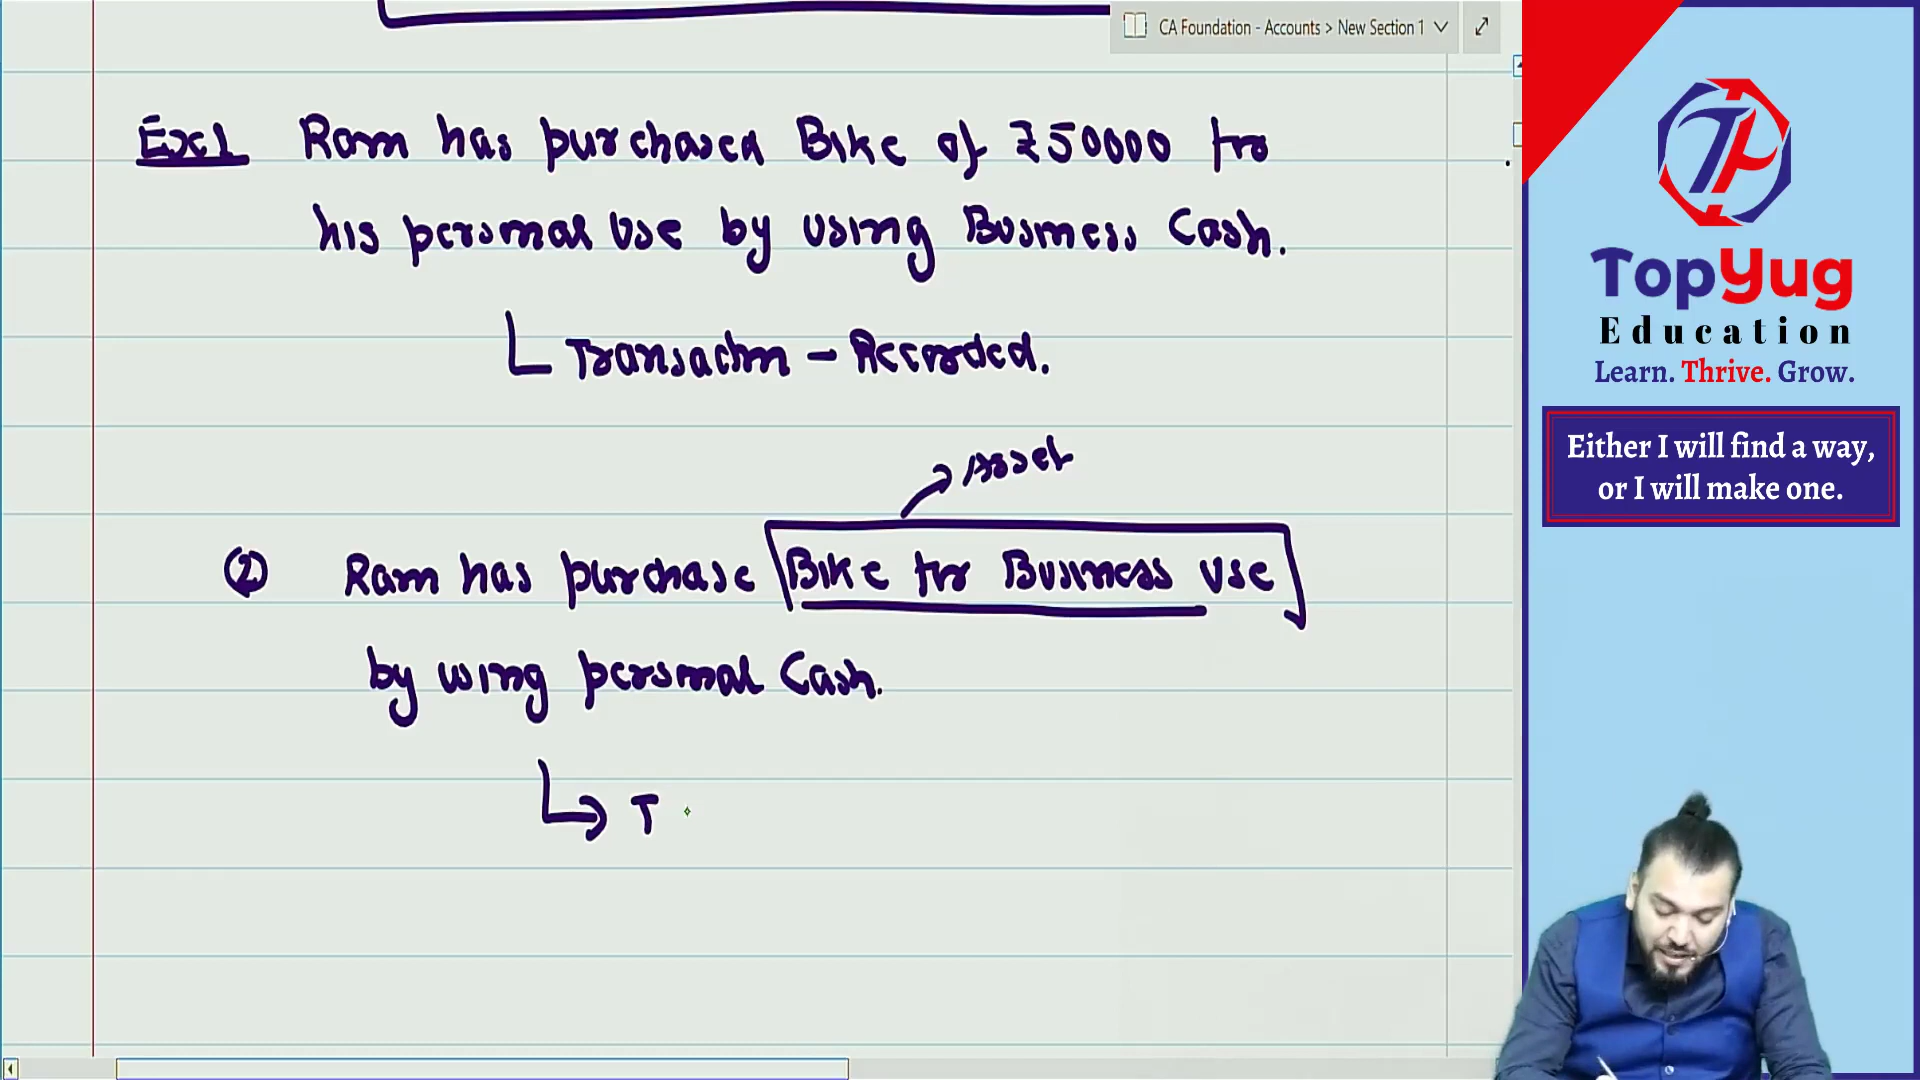 CA Foundation - Accounts > New Section 1
Ex:1 Ram has purchased Bike of ₹50000 for
his personal use by using Business Cash.
Transaction - Recorded.
Asset
② Ram has purchase Bike for Business use
by using personal Cash.
T
TopYug
Education
Learn. Thrive. Grow.
Either I will find a way,
or I will make one.